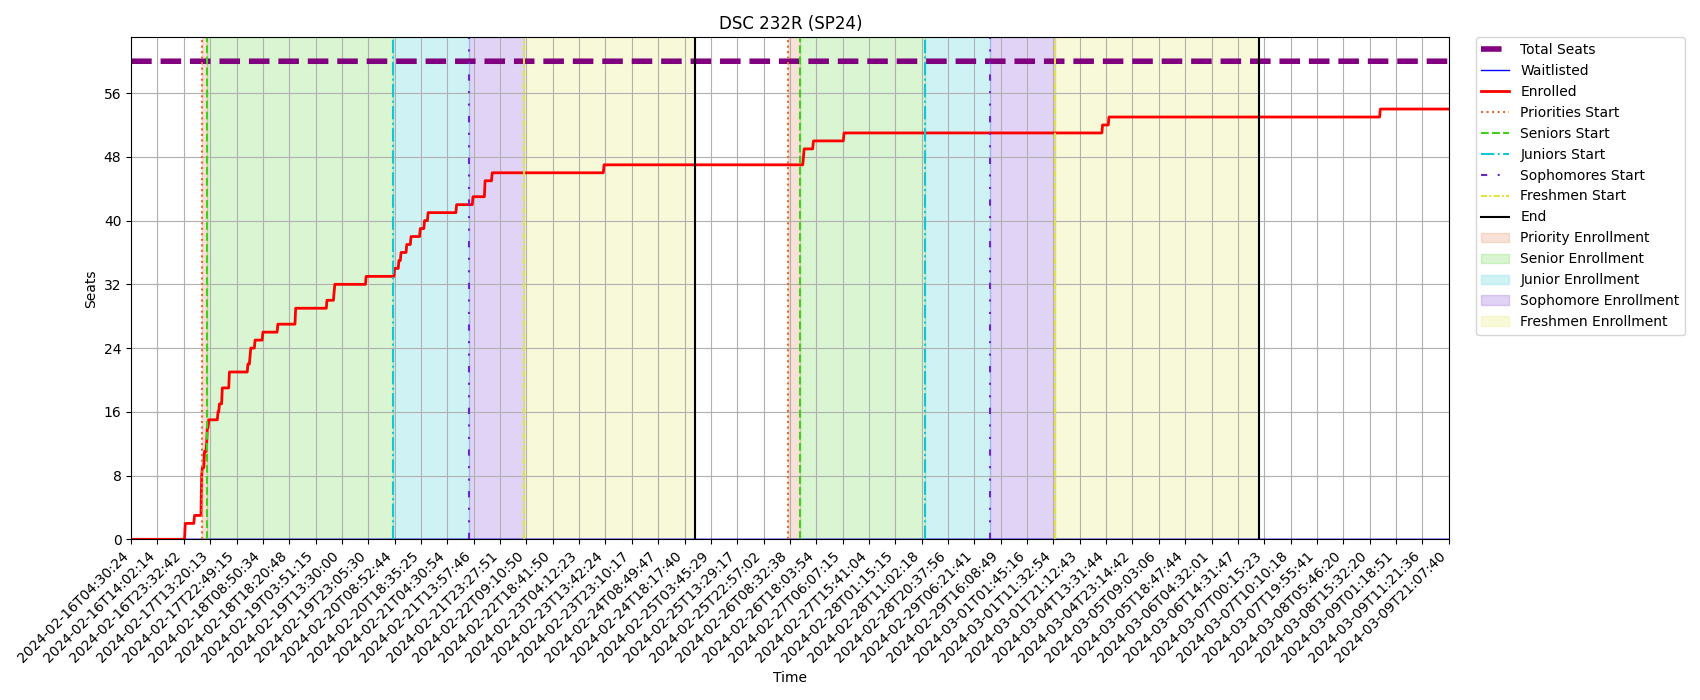 DSC 232R (SP24)
Seats
56
48
40
32
24
16
8
0
2024-02-16T04:30:24
2024-02-16T14:02:14
2024-02-16T23:32:42
2024-02-17T13:20:13
2024-02-17T22:49:15
2024-02-18T08:50:34
2024-02-18T18:20:48
2024-02-19T03:51:15
2024-02-19T13:30:00
2024-02-19T23:05:30
2024-02-20T08:52:44
2024-02-20T18:35:25
2024-02-21T04:30:54
2024-02-21T13:57:46
2024-02-21T23:27:51
2024-02-22T09:10:50
2024-02-22T18:41:50
2024-02-23T04:12:23
2024-02-23T13:42:24
2024-02-23T23:10:17
2024-02-24T08:49:47
2024-02-24T18:17:40
2024-02-25T03:45:29
2024-02-25T13:29:17
2024-02-25T22:57:02
2024-02-26T08:32:38
2024-02-26T18:03:54
2024-02-27T06:07:15
2024-02-27T15:41:04
2024-02-28T01:15:15
2024-02-28T11:02:18
2024-02-28T20:37:56
2024-02-29T06:21:41
2024-02-29T16:08:49
2024-03-01T01:45:16
2024-03-01T11:32:54
2024-03-01T21:12:43
2024-03-04T13:31:44
2024-03-04T23:14:42
2024-03-05T09:03:06
2024-03-05T18:47:44
2024-03-06T04:32:01
2024-03-06T14:31:47
2024-03-07T00:15:23
2024-03-07T10:10:18
2024-03-07T19:55:41
2024-03-08T05:46:20
2024-03-08T15:32:20
2024-03-09T01:18:51
2024-03-09T11:21:36
2024-03-09T21:07:40
Time
Total Seats
Waitlisted
Enrolled
Priorities Start
Seniors Start
Juniors Start
Sophomores Start
Freshmen Start
End
Priority Enrollment
Senior Enrollment
Junior Enrollment
Sophomore Enrollment
Freshmen Enrollment